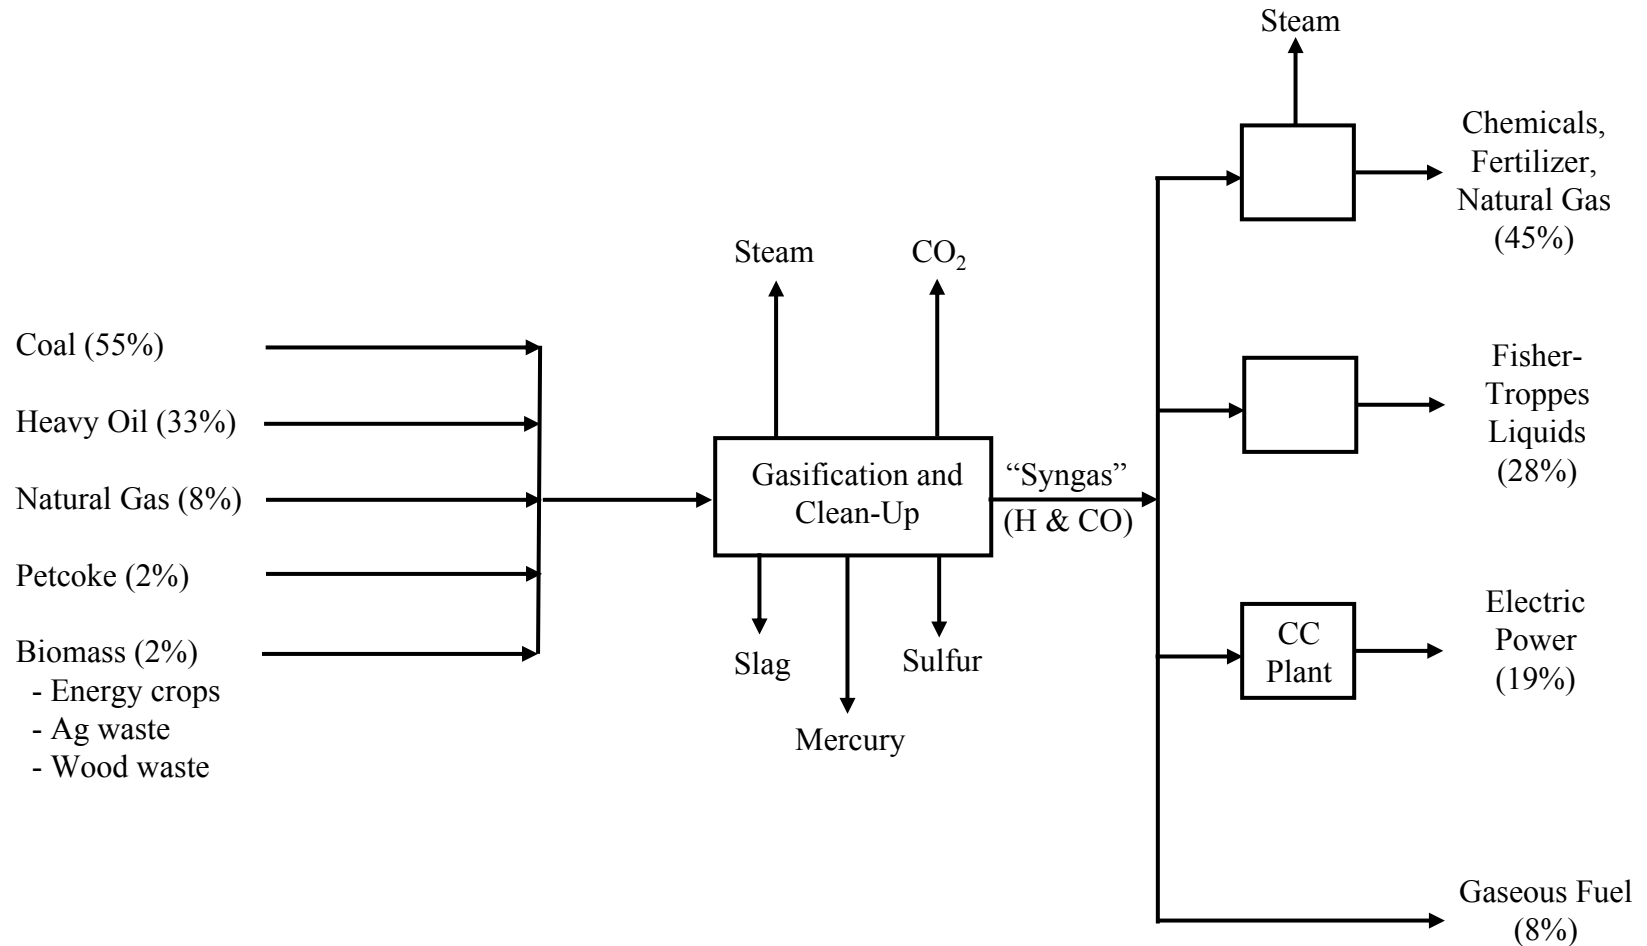 Steam
Chemicals,
Fertilizer,
Natural Gas
(45%)
Steam
CO₂
Coal (55%)
Heavy Oil (33%)
Natural Gas (8%)
Petcoke (2%)
Biomass (2%)
- Energy crops
- Ag waste
- Wood waste
Gasification and
Clean-Up
“Syngas”
(H & CO)
Slag
Mercury
Sulfur
Fisher-
Troppes
Liquids
(28%)
CC
Plant
Electric
Power
(19%)
Gaseous Fuel
(8%)